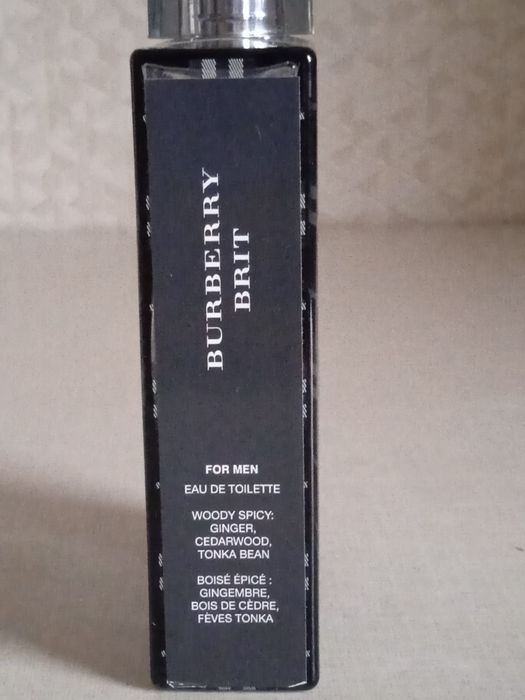 BURBERRY
BRIT
FOR MEN
EAU DE TOILETTE
WOODY SPICY:
GINGER,
CEDARWOOD,
TONKA BEAN
BOISÉ ÉPICÉ :
GINGEMBRE,
BOIS DE CÈDRE,
FÈVES TONKA